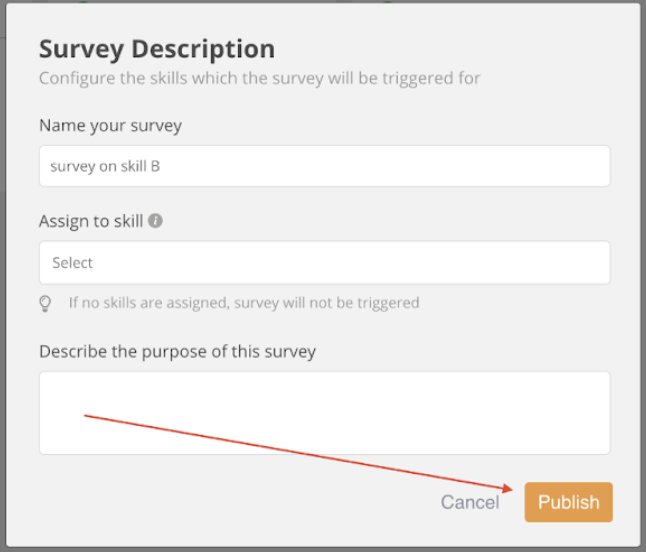 Survey Description
Configure the skills which the survey will be triggered for
Name your survey
survey on skill B
Assign to skill
Select
If no skills are assigned, survey will not be triggered
Describe the purpose of this survey
Cancel Publish